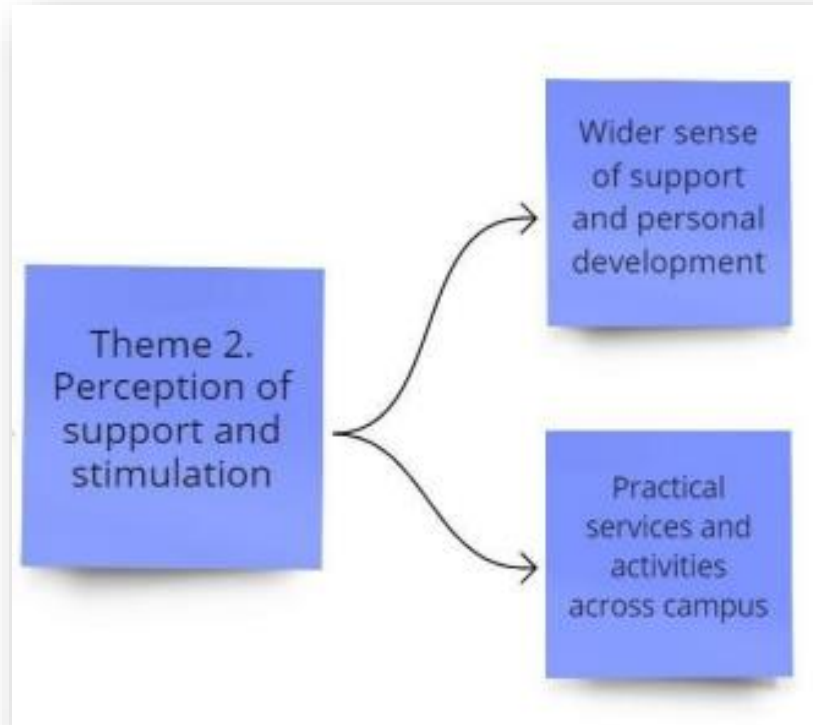 Theme 2.
Perception of
support and
stimulation
Wider sense
of support
and personal
development
Practical
services and
activities
across campus